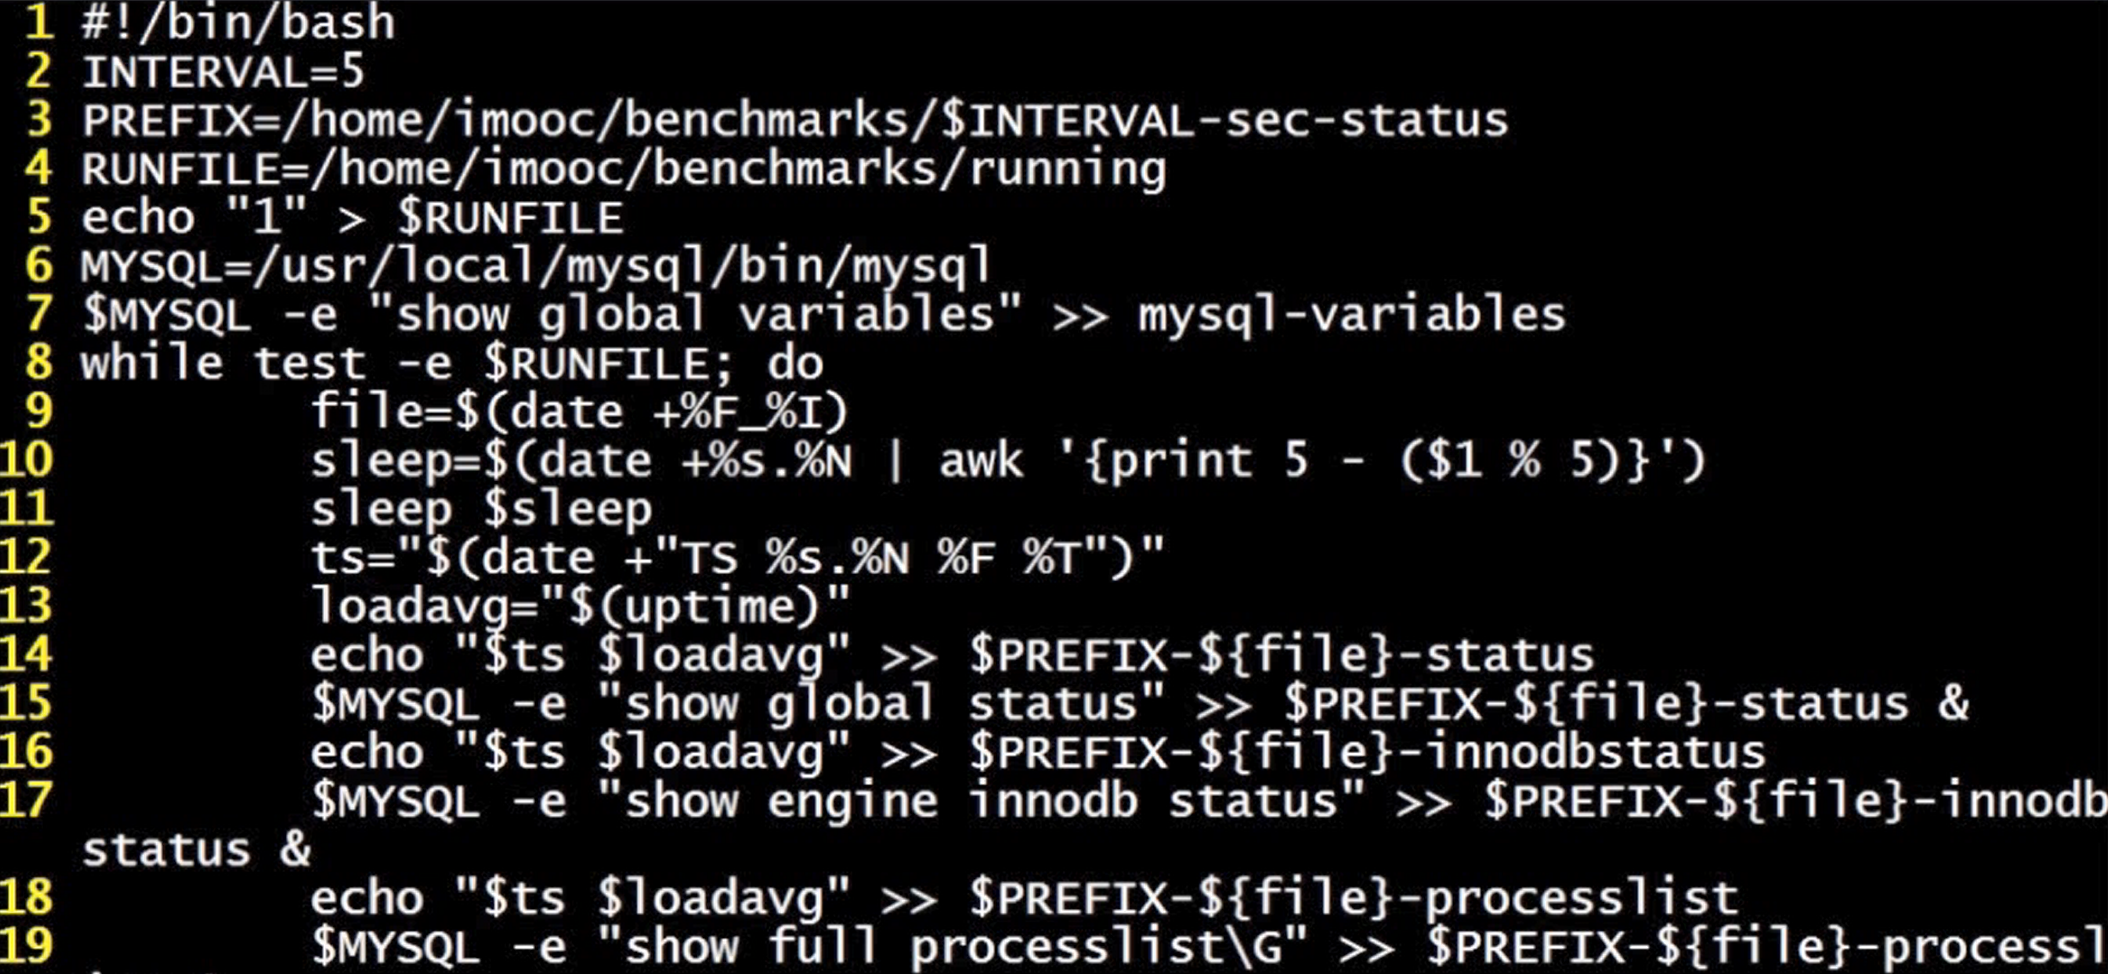 1 #!/bin/bash
2 INTERVAL=5
3 PREFIX=/home/imooc/benchmarks/$INTERVAL-sec-status
4 RUNFILE=/home/imooc/benchmarks/running
5 echo "1" > $RUNFILE
6 MYSQL=/usr/local/mysql/bin/mysql
7 $MYSQL -e "show global variables" >> mysql-variables
8 while test -e $RUNFILE; do
9         file=$(date +%F_%I)
10         sleep=$(date +%s.%N | awk '{print 5 - ($1 % 5)}')
11         sleep $sleep
12         ts="$(date +"TS %s.%N %F %T")"
13         loadavg="$(uptime)"
14         echo "$ts $loadavg" >> $PREFIX-${file}-status
15         $MYSQL -e "show global status" >> $PREFIX-${file}-status &
16         echo "$ts $loadavg" >> $PREFIX-${file}-innodbstatus
17         $MYSQL -e "show engine innodb status" >> $PREFIX-${file}-innodb
status &
18         echo "$ts $loadavg" >> $PREFIX-${file}-processlist
19         $MYSQL -e "show full processlist\G" >> $PREFIX-${file}-processl